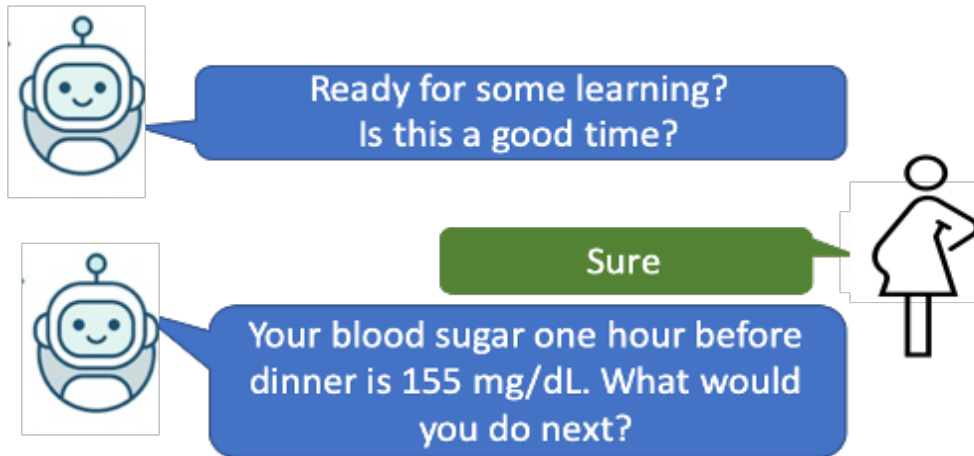 Ready for some learning?
Is this a good time?
Sure
Your blood sugar one hour before
dinner is 155 mg/dL. What would
you do next?